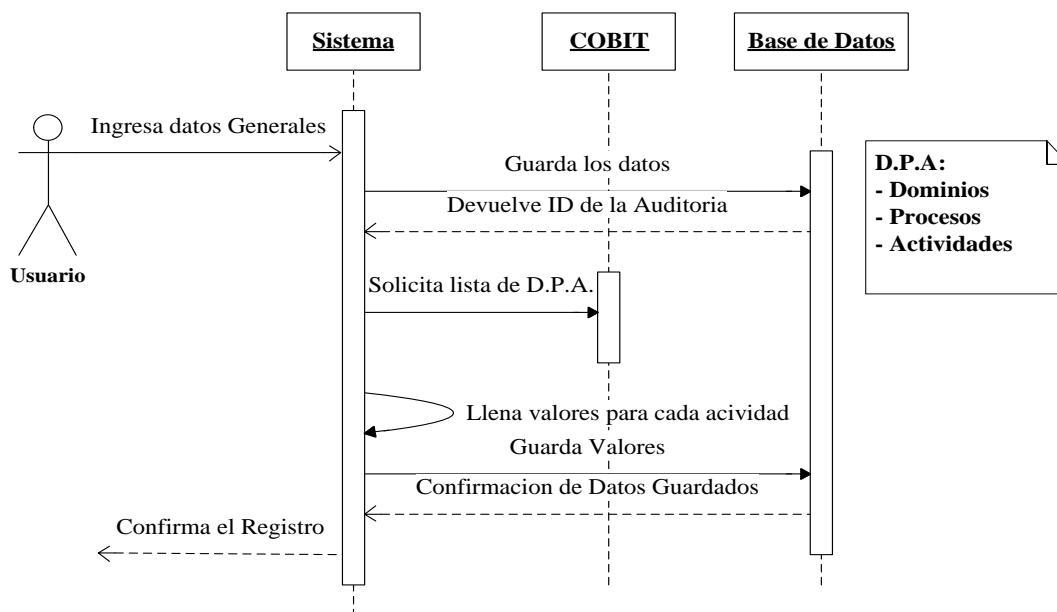 Sistema
COBIT
Base de Datos
Ingresa datos Generales
Usuario
Guarda los datos
Devuelve ID de la Auditoria
D.P.A:
- Dominios
- Procesos
- Actividades
Solicita lista de D.P.A.
Llena valores para cada acividad
Guarda Valores
Confirmacion de Datos Guardados
Confirma el Registro